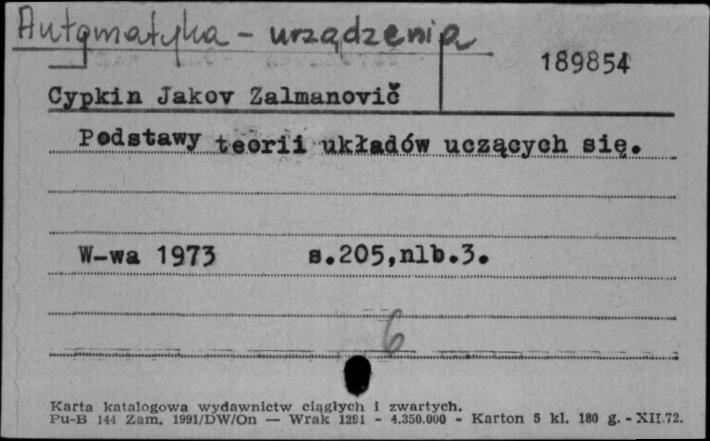 Automatyka - urządzenia
189854
Cypkin Jakov Zalmanovič
Podstawy teorii układów uczących się.
W-wa 1973 s.205,nlb.3.
6
Karta katalogowa wydawnictw ciągłych i zwartych.
Pu-B 144 Zam. 1991/DW/On — Wrak 1291 - 4.350.000 - Karton 5 kl. 180 g. - XII.72.